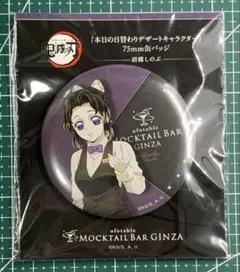 鬼滅の刃
「本日の日替わりデザートキャラクター」
75mm缶バッジ
胡蝶しのぶ
ufotable
MOCKTAIL BAR
GINZA
©KG/S, A, U
ufotable
MOCKTAIL BAR GINZA
©KG/S, A, U